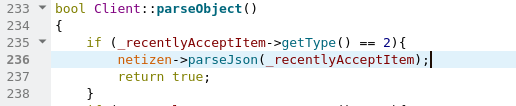 233 bool Client::parseObject()
234 {
235     if (_recentlyAcceptItem->getType() == 2){
236         netizen->parseJson(_recentlyAcceptItem);
237         return true;
238     }